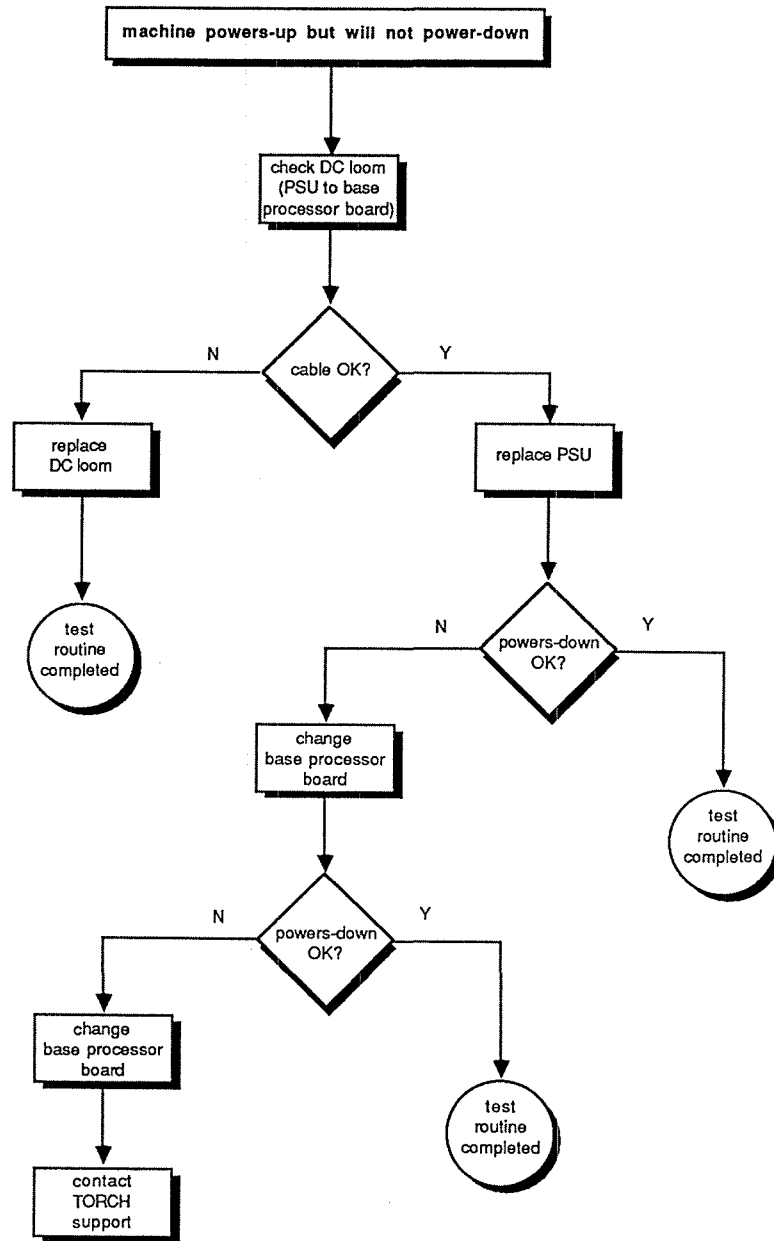 machine powers-up but will not power-down
check DC loom
(PSU to base
processor board)
N
cable OK?
Y
replace
DC loom
replace PSU
test
routine
completed
N
powers-down
OK?
Y
change
base processor
board
test
routine
completed
N
powers-down
OK?
Y
change
base processor
board
test
routine
completed
contact
TORCH
support